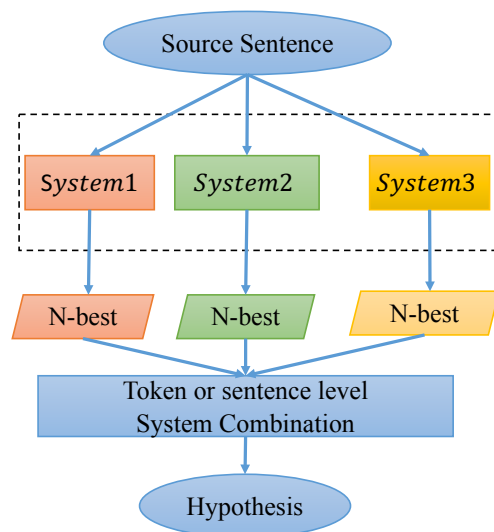 Source Sentence
System1 System2 System3
N-best N-best N-best
Token or sentence level
System Combination
Hypothesis